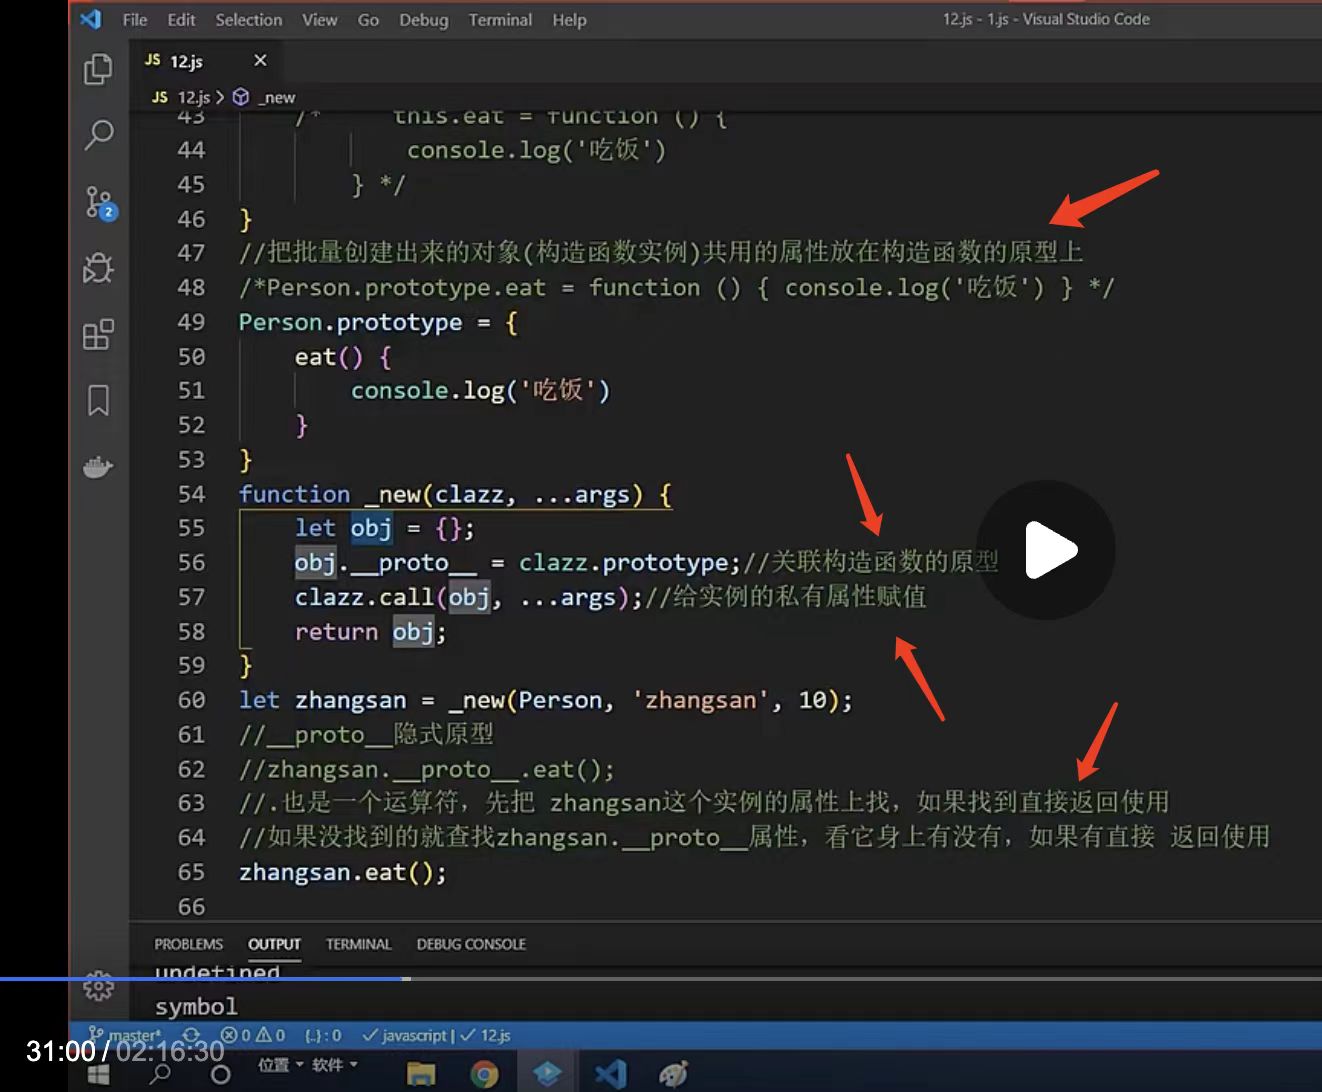 File Edit Selection View Go Debug Terminal Help 12.js - 1.js - Visual Studio Code
JS 12.js ×
JS 12.js > _new
43 /* this.eat = function () {
44 console.log('吃饭')
45 } */
46 }
47 //把批量创建出来的对象(构造函数实例)共用的属性放在构造函数的原型上
48 /*Person.prototype.eat = function () { console.log('吃饭') } */
49 Person.prototype = {
50 eat() {
51 console.log('吃饭')
52 }
53 }
54 function _new(clazz, ...args) {
55 let obj = {};
56 obj.__proto__ = clazz.prototype;//关联构造函数的原型
57 clazz.call(obj, ...args);//给实例的私有属性赋值
58 return obj;
59 }
60 let zhangsan = _new(Person, 'zhangsan', 10);
61 //__proto__隐式原型
62 //zhangsan.__proto__.eat();
63 //.也是一个运算符，先把 zhangsan这个实例的属性上找，如果找到直接返回使用
64 //如果没找到的就查找zhangsan.__proto__属性，看它身上有没有，如果有直接 返回使用
65 zhangsan.eat();
66
2
PROBLEMS OUTPUT TERMINAL DEBUG CONSOLE
undefined
symbol
master* 0 0 {..}: 0 javascript | 12.js
31:00 / 02:16:30
位置 软件